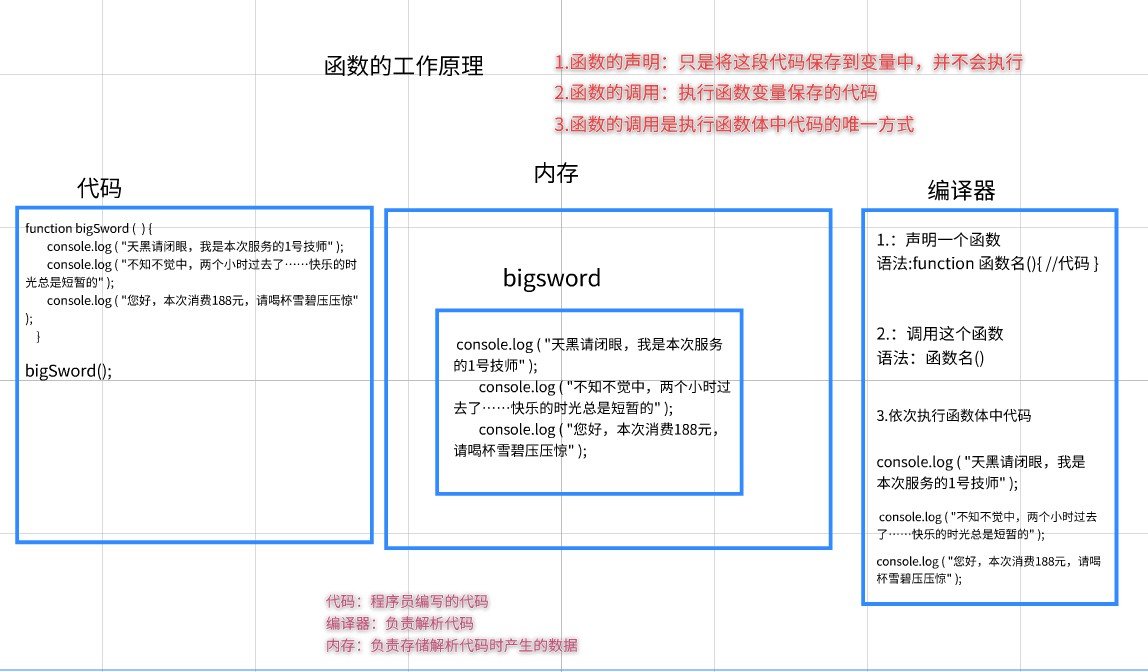 函数的工作原理
1.函数的声明：只是将这段代码保存到变量中，并不会执行
2.函数的调用：执行函数变量保存的代码
3.函数的调用是执行函数体中代码的唯一方式
代码
function bigSword ( ) {
console.log ( "天黑请闭眼，我是本次服务的1号技师" );
console.log ( "不知不觉中，两个小时过去了……快乐的时
光总是短暂的" );
console.log ( "您好，本次消费188元，请喝杯雪碧压压惊"
);
}
bigSword();
内存
bigsword
console.log ( "天黑请闭眼，我是本次服务
的1号技师" );
console.log ( "不知不觉中，两个小时过
去了……快乐的时光总是短暂的" );
console.log ( "您好，本次消费188元，
请喝杯雪碧压压惊" );
编译器
1.：声明一个函数
语法:function 函数名(){ //代码 }
2.：调用这个函数
语法：函数名()
3.依次执行函数体中代码
console.log ( "天黑请闭眼，我是
本次服务的1号技师" );
console.log ( "不知不觉中，两个小时过去
了……快乐的时光总是短暂的" );
console.log ( "您好，本次消费188元，请喝
杯雪碧压压惊" );
代码：程序员编写的代码
编译器：负责解析代码
内存：负责存储解析代码时产生的数据